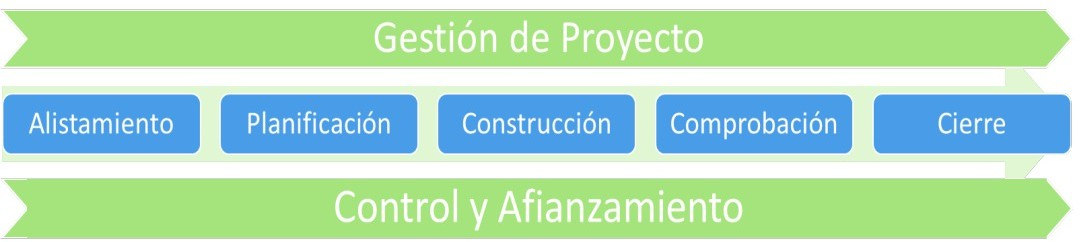 Gestión de Proyecto
Alistamiento Planificación Construcción Comprobación Cierre
Control y Afianzamiento